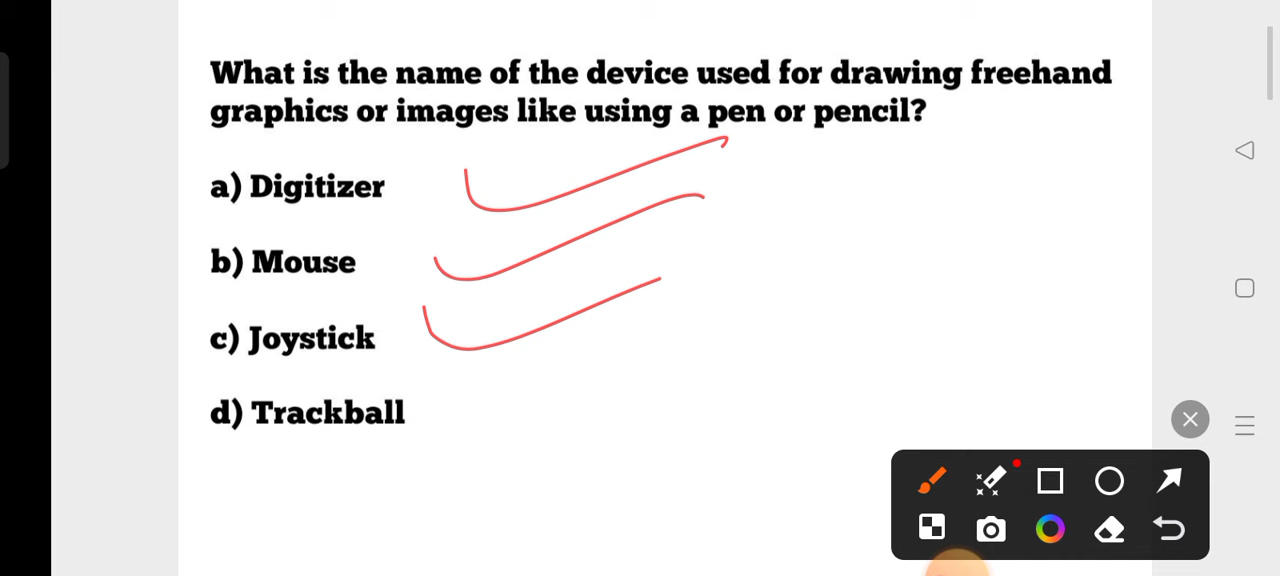 What is the name of the device used for drawing freehand
graphics or images like using a pen or pencil?
a) Digitizer
b) Mouse
c) Joystick
d) Trackball